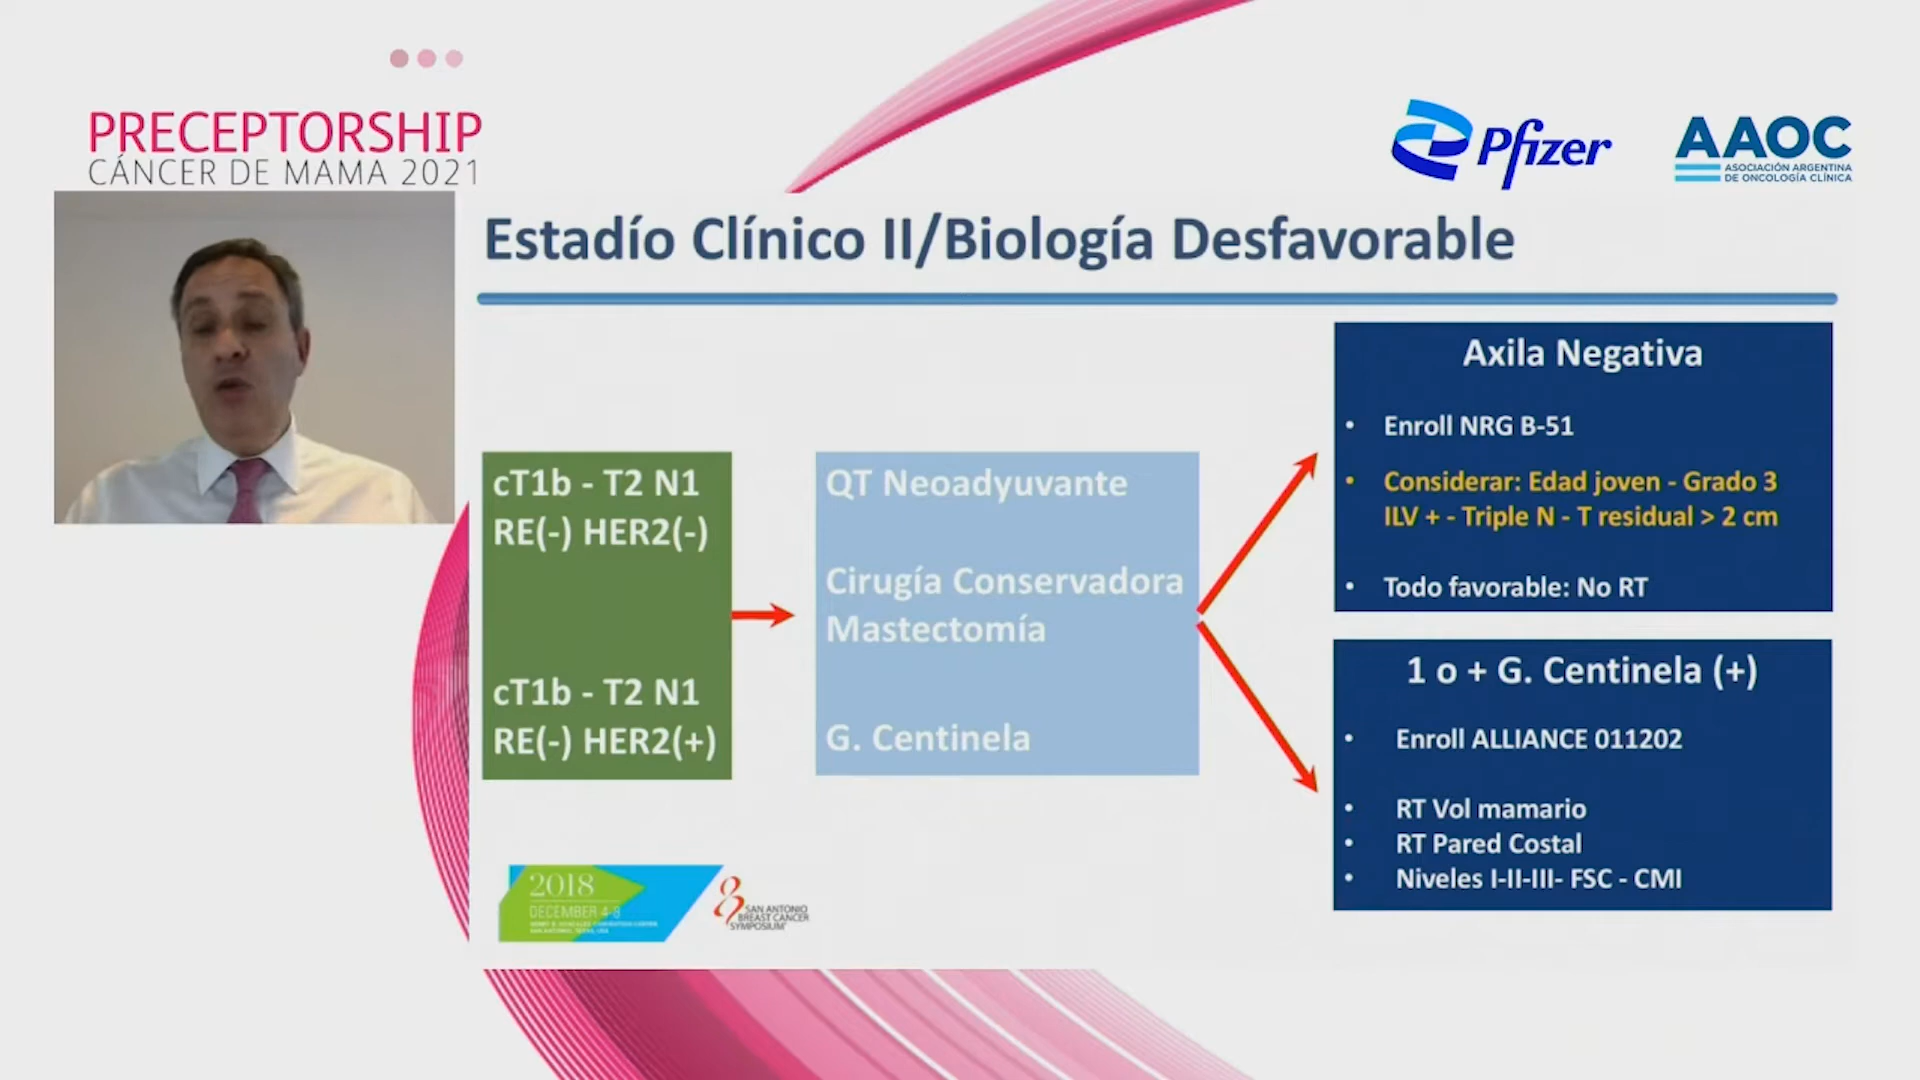 PRECEPTORSHIP
CÁNCER DE MAMA 2021
Pfizer
AAOC
ASOCIACIÓN ARGENTINA
DE ONCOLOGÍA CLÍNICA
Estadío Clínico II/Biología Desfavorable
cT1b - T2 N1
RE(-) HER2(-)
cT1b - T2 N1
RE(-) HER2(+)
QT Neoadyuvante
Cirugía Conservadora
Mastectomía
G. Centinela
Axila Negativa
• Enroll NRG B-51
• Considerar: Edad joven - Grado 3
ILV + - Triple N - T residual > 2 cm
• Todo favorable: No RT
1 o + G. Centinela (+)
• Enroll ALLIANCE 011202
• RT Vol mamario
• RT Pared Costal
• Niveles I-II-III- FSC - CMI
2018
DECEMBER 4-8
SAN ANTONIO
BREAST CANCER
SYMPOSIUM